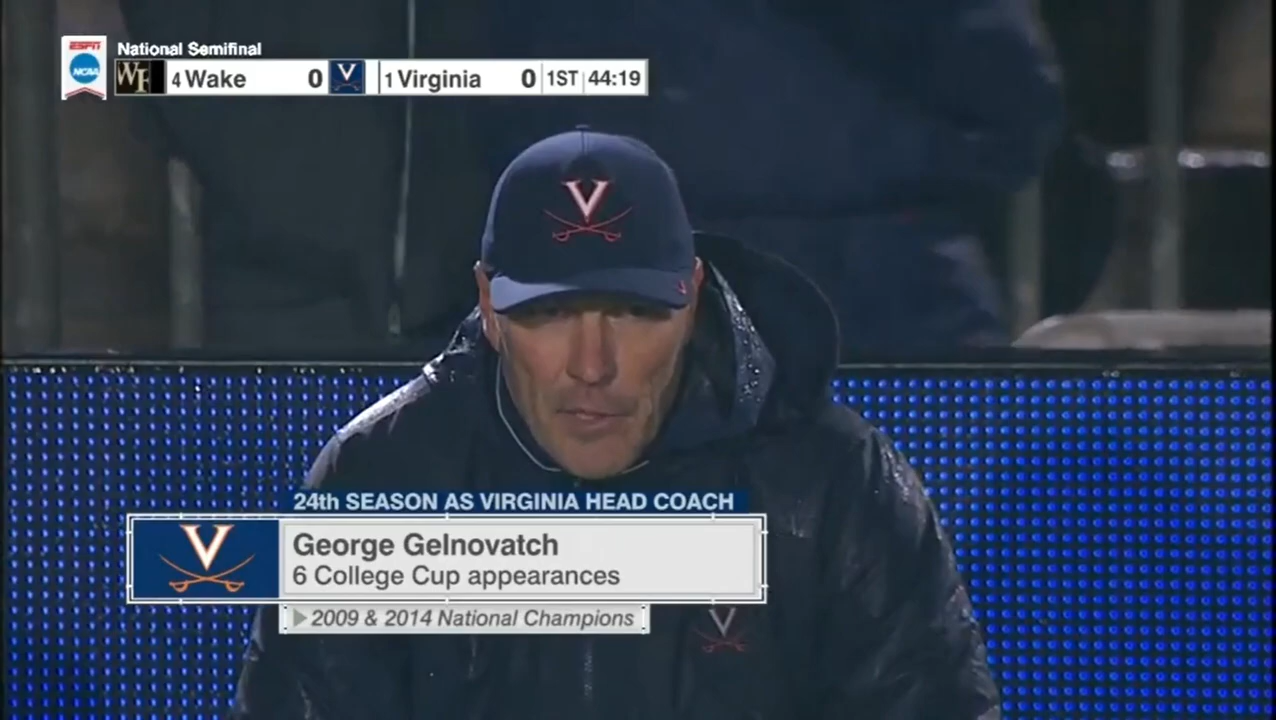 ESPN
NCAA
National Semifinal
WF 4 Wake 0 V 1 Virginia 0 1ST 44:19
V
24th SEASON AS VIRGINIA HEAD COACH
V
George Gelnovatch
6 College Cup appearances
2009 & 2014 National Champions
V